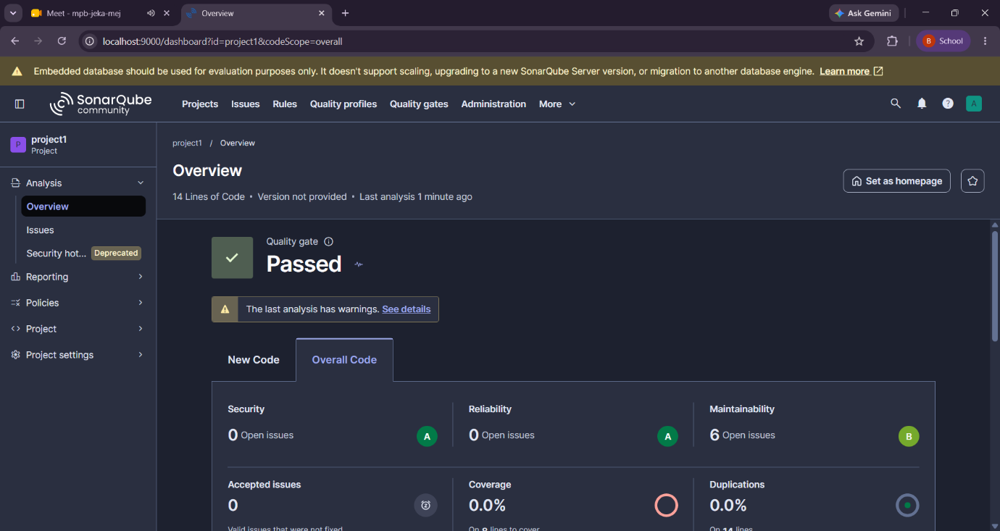 Meet - mpb-jeka-mej
Overview
Ask Gemini
localhost:9000/dashboard?id=project1&codeScope=overall
B School
Embedded database should be used for evaluation purposes only. It doesn't support scaling, upgrading to a new SonarQube Server version, or migration to another database engine. Learn more
SonarQube
community
Projects Issues Rules Quality profiles Quality gates Administration More
? A
P project1
Project
Analysis
Overview
Issues
Security hot... Deprecated
Reporting
Policies
Project
Project settings
project1 / Overview
Overview
14 Lines of Code • Version not provided • Last analysis 1 minute ago
Set as homepage
Quality gate
Passed
The last analysis has warnings. See details
New Code Overall Code
Security
0 Open issues A
Reliability
0 Open issues A
Maintainability
6 Open issues B
Accepted issues
0
Valid issues that were not fixed
Coverage
0.0%
On 8 lines to cover
Duplications
0.0%
On 14 lines